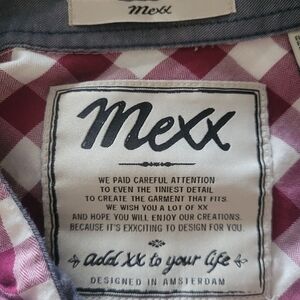 mexx
mexx
WE PAID CAREFUL ATTENTION
TO EVEN THE TINIEST DETAIL
TO CREATE THE GARMENT THAT FITS.
WE WISH YOU A LOT OF XX
AND HOPE YOU WILL ENJOY OUR CREATIONS.
BECAUSE IT'S EXXCITING TO DESIGN FOR YOU.
add XX to your life
DESIGNED IN AMSTERDAM